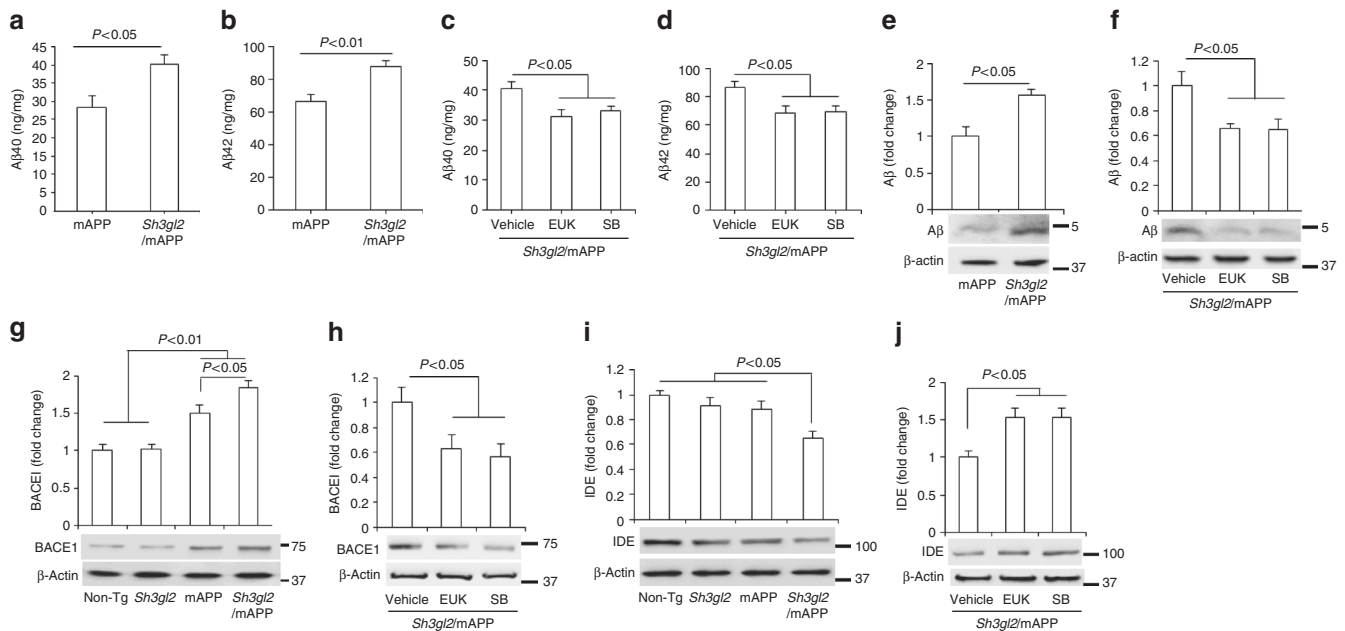 a
P<0.05
45
40
35
30
25
20
15
10
5
0
Aβ40 (ng/mg)
mAPP
Sh3gl2
/mAPP
b
P<0.01
100
80
60
40
20
0
Aβ42 (ng/mg)
mAPP
Sh3gl2
/mAPP
c
P<0.05
50
40
30
20
10
0
Aβ40 (ng/mg)
Vehicle EUK SB
Sh3gl2/mAPP
d
P<0.05
100
80
60
40
20
0
Aβ42 (ng/mg)
Vehicle EUK SB
Sh3gl2/mAPP
e
P<0.05
2
1.5
1
0.5
0
Aβ (fold change)
Aβ 5
β-actin 37
mAPP Sh3gl2
/mAPP
f
P<0.05
1.2
1
0.8
0.6
0.4
0.2
0
Aβ (fold change)
Aβ 5
β-actin 37
Vehicle EUK SB
Sh3gl2/mAPP
g
P<0.01
P<0.05
2
1.5
1
0.5
0
BACEI (fold change)
BACE1 75
β-Actin 37
Non-Tg Sh3gl2 mAPP Sh3gl2
/mAPP
h
P<0.05
1.2
1
0.8
0.6
0.4
0.2
0
BACEI (fold change)
BACE1 75
β-Actin 37
Vehicle EUK SB
Sh3gl2/mAPP
i
P<0.05
1.2
1
0.8
0.6
0.4
0.2
0
IDE (fold change)
IDE 100
β-Actin 37
Non-Tg Sh3gl2 mAPP Sh3gl2
/mAPP
j
P<0.05
2
1.5
1
0.5
0
IDE (fold change)
IDE 100
β-Actin 37
Vehicle EUK SB
Sh3gl2/mAPP